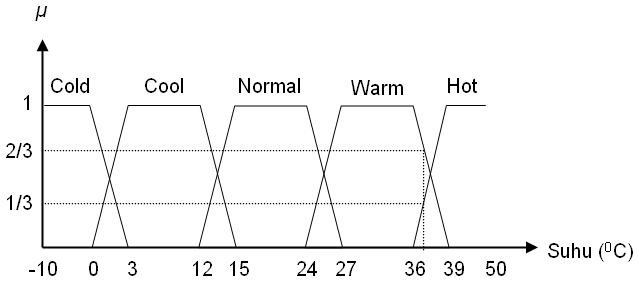 μ
Cold Cool Normal Warm Hot
1
2/3
1/3
Suhu (⁰C)
-10 0 3 12 15 24 27 36 39 50